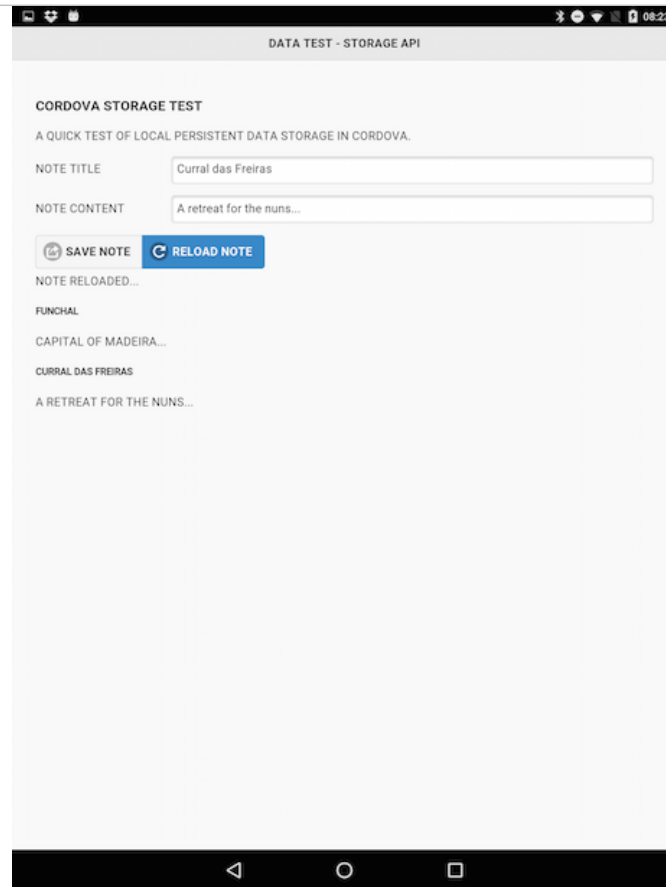 08:22
DATA TEST - STORAGE API
CORDOVA STORAGE TEST
A QUICK TEST OF LOCAL PERSISTENT DATA STORAGE IN CORDOVA.
NOTE TITLE Curral das Freiras
NOTE CONTENT A retreat for the nuns...
SAVE NOTE RELOAD NOTE
NOTE RELOADED...
FUNCHAL
CAPITAL OF MADEIRA...
CURRAL DAS FREIRAS
A RETREAT FOR THE NUNS...